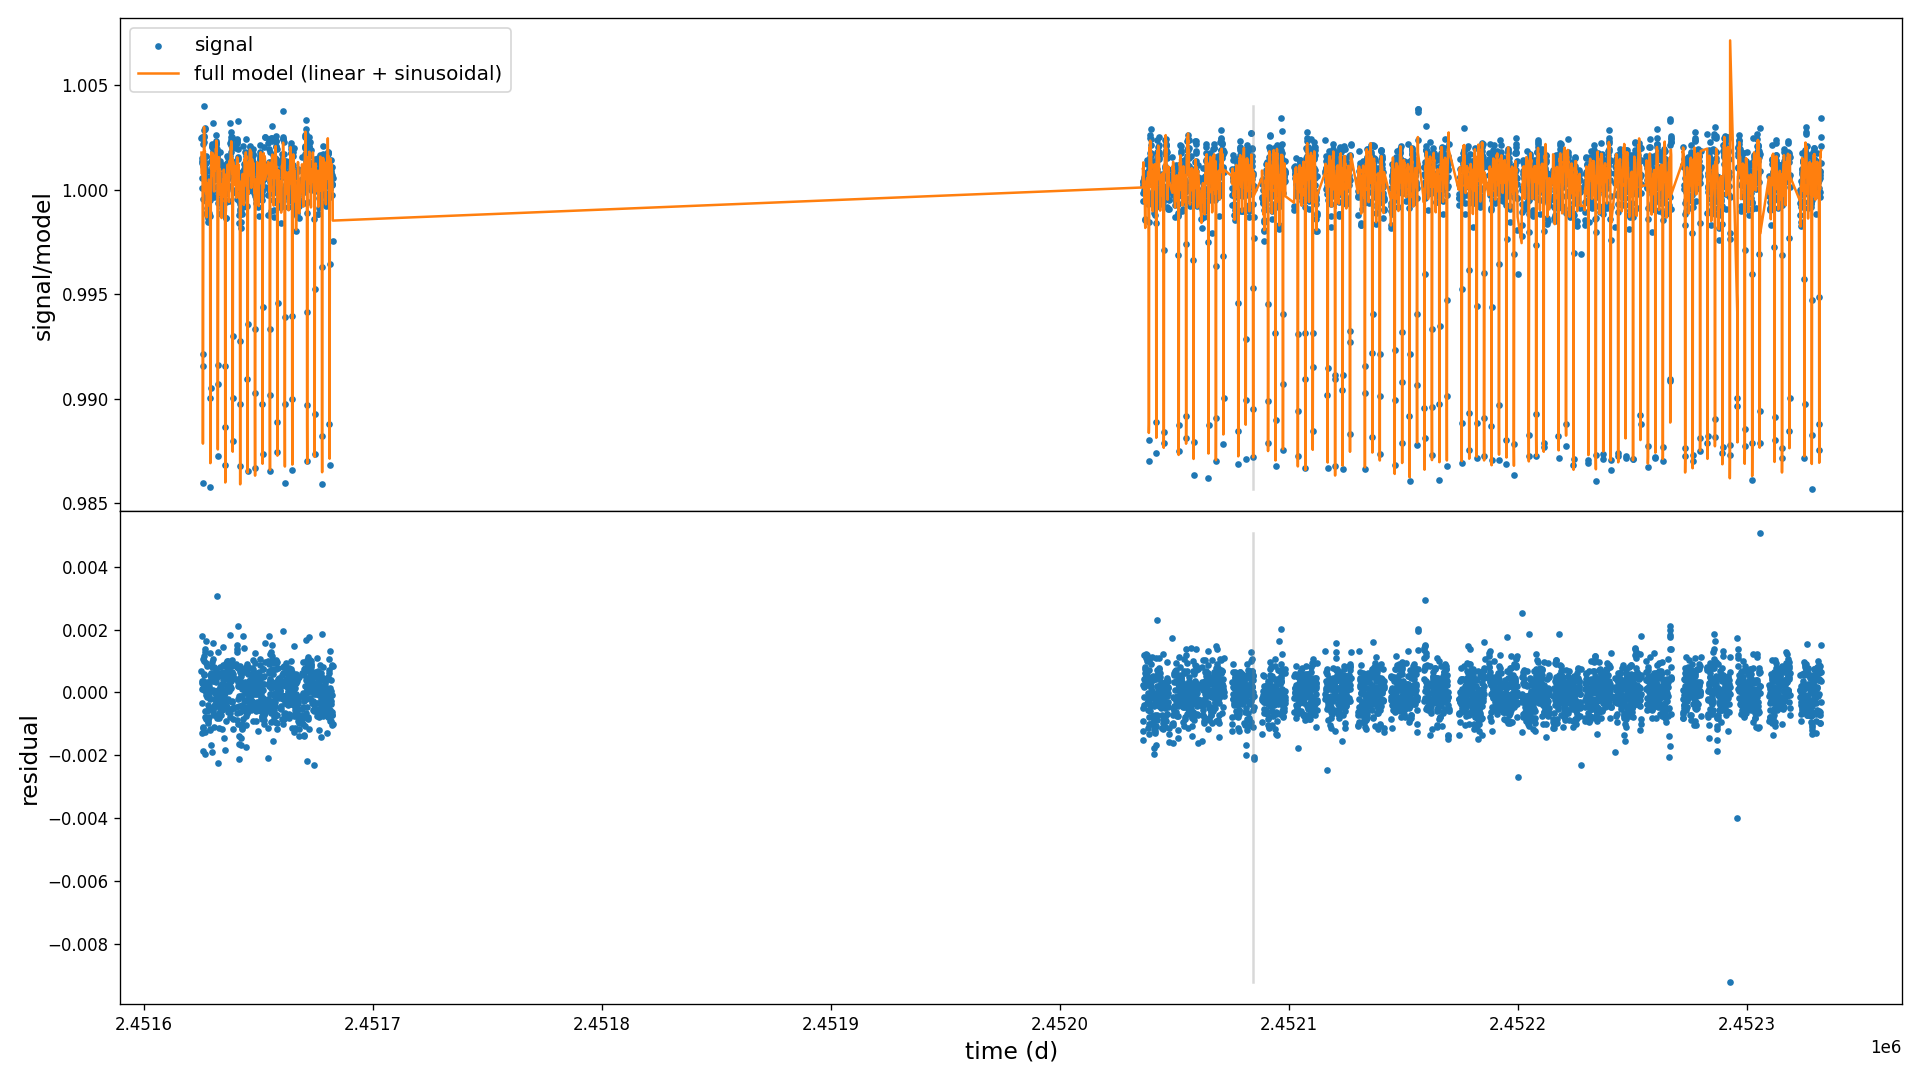 signal
full model (linear + sinusoidal)
signal/model
1.005
1.000
0.995
0.990
0.985
residual
0.004
0.002
0.000
−0.002
−0.004
−0.006
−0.008
2.4516 2.4517 2.4518 2.4519 2.4520 2.4521 2.4522 2.4523
1e6
time (d)